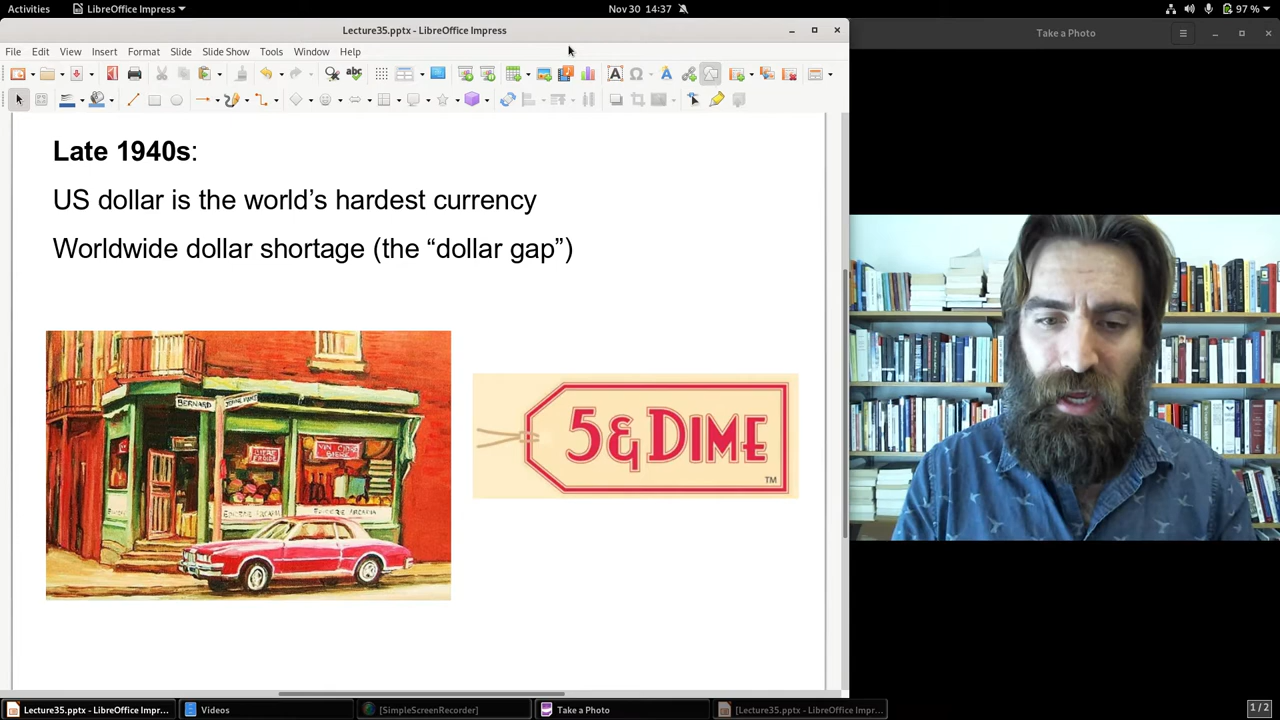 Activities
LibreOffice Impress
Nov 30 14:37
97 %
Lecture35.pptx - LibreOffice Impress
Take a Photo
File Edit View Insert Format Slide Slide Show Tools Window Help
Late 1940s:
US dollar is the world’s hardest currency
Worldwide dollar shortage (the “dollar gap”)
BERNARD
5&DIME
TM
Lecture35.pptx - LibreOffice Impr...
Videos
[SimpleScreenRecorder]
Take a Photo
[Lecture35.pptx - LibreOffice Impr...
1/2